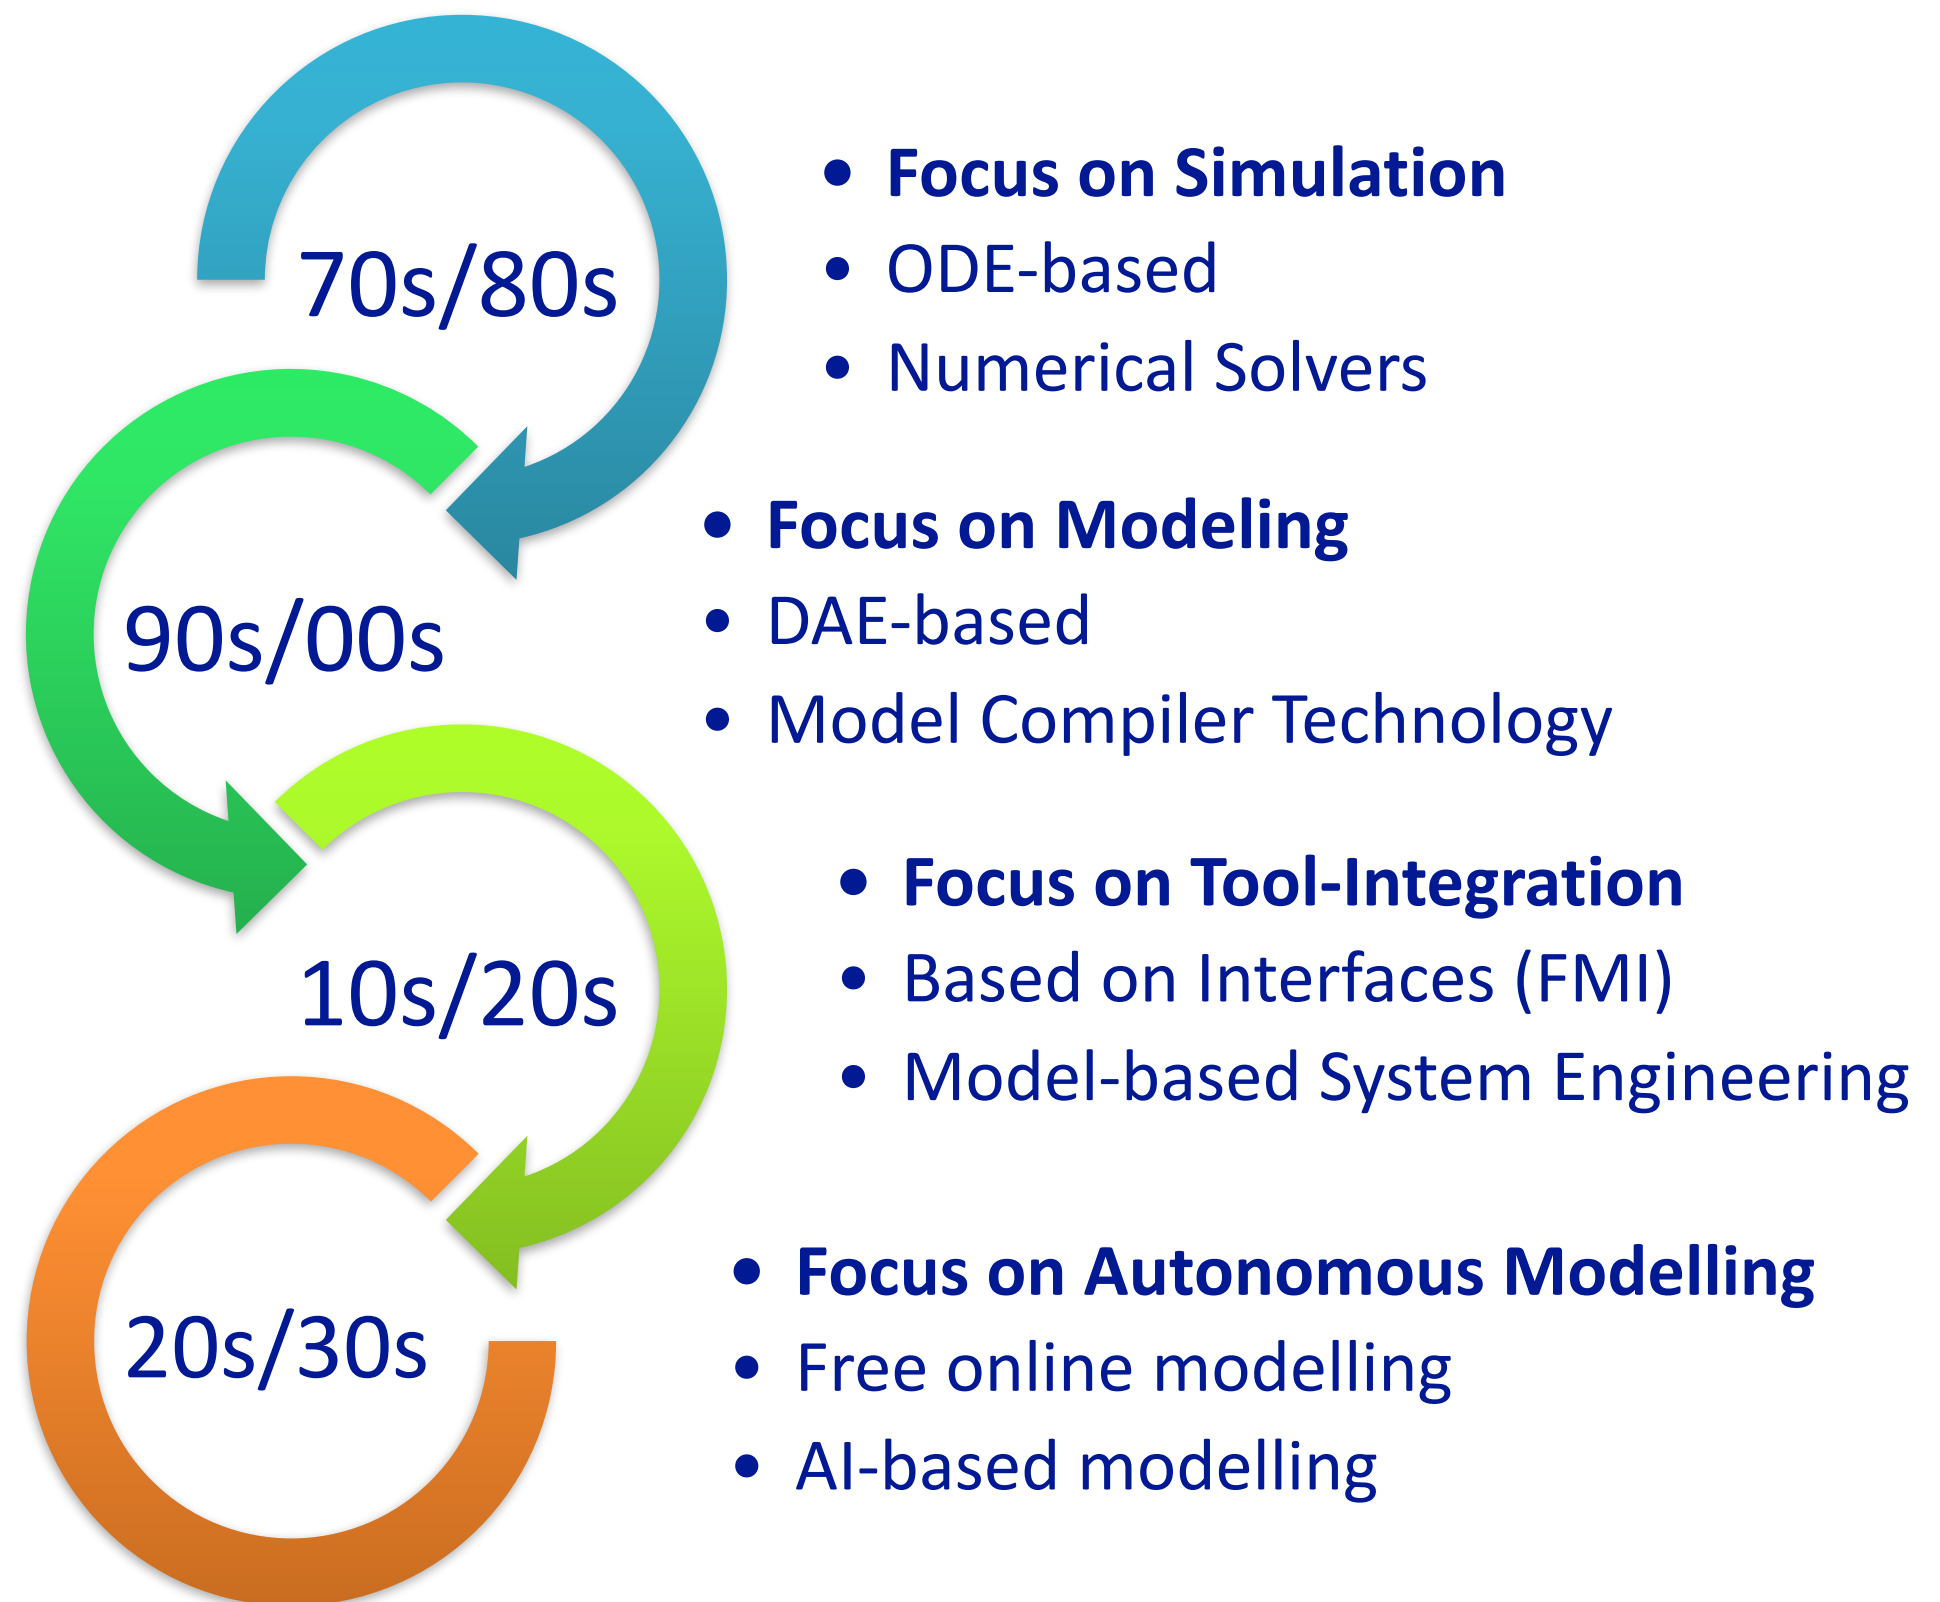 70s/80s
• Focus on Simulation
• ODE-based
• Numerical Solvers
90s/00s
• Focus on Modeling
• DAE-based
• Model Compiler Technology
10s/20s
• Focus on Tool-Integration
• Based on Interfaces (FMI)
• Model-based System Engineering
20s/30s
• Focus on Autonomous Modelling
• Free online modelling
• AI-based modelling